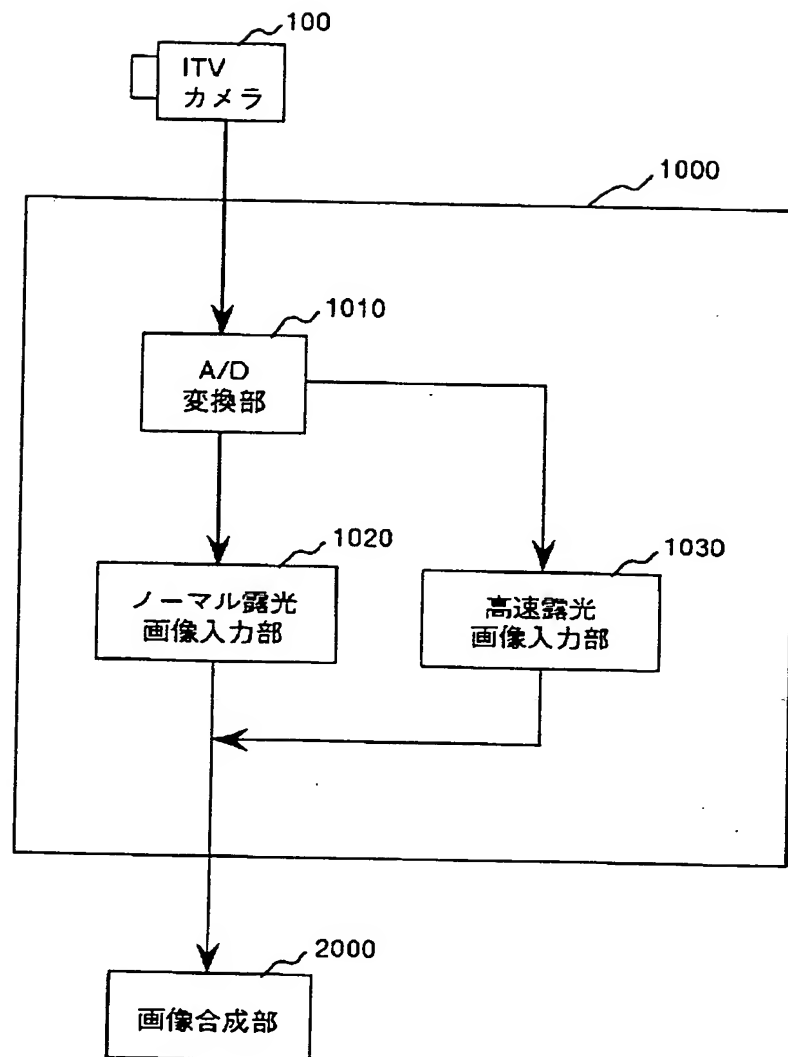 100
ITV
カメラ
1000
1010
A/D
変換部
1020
ノーマル露光
画像入力部
1030
高速露光
画像入力部
2000
画像合成部